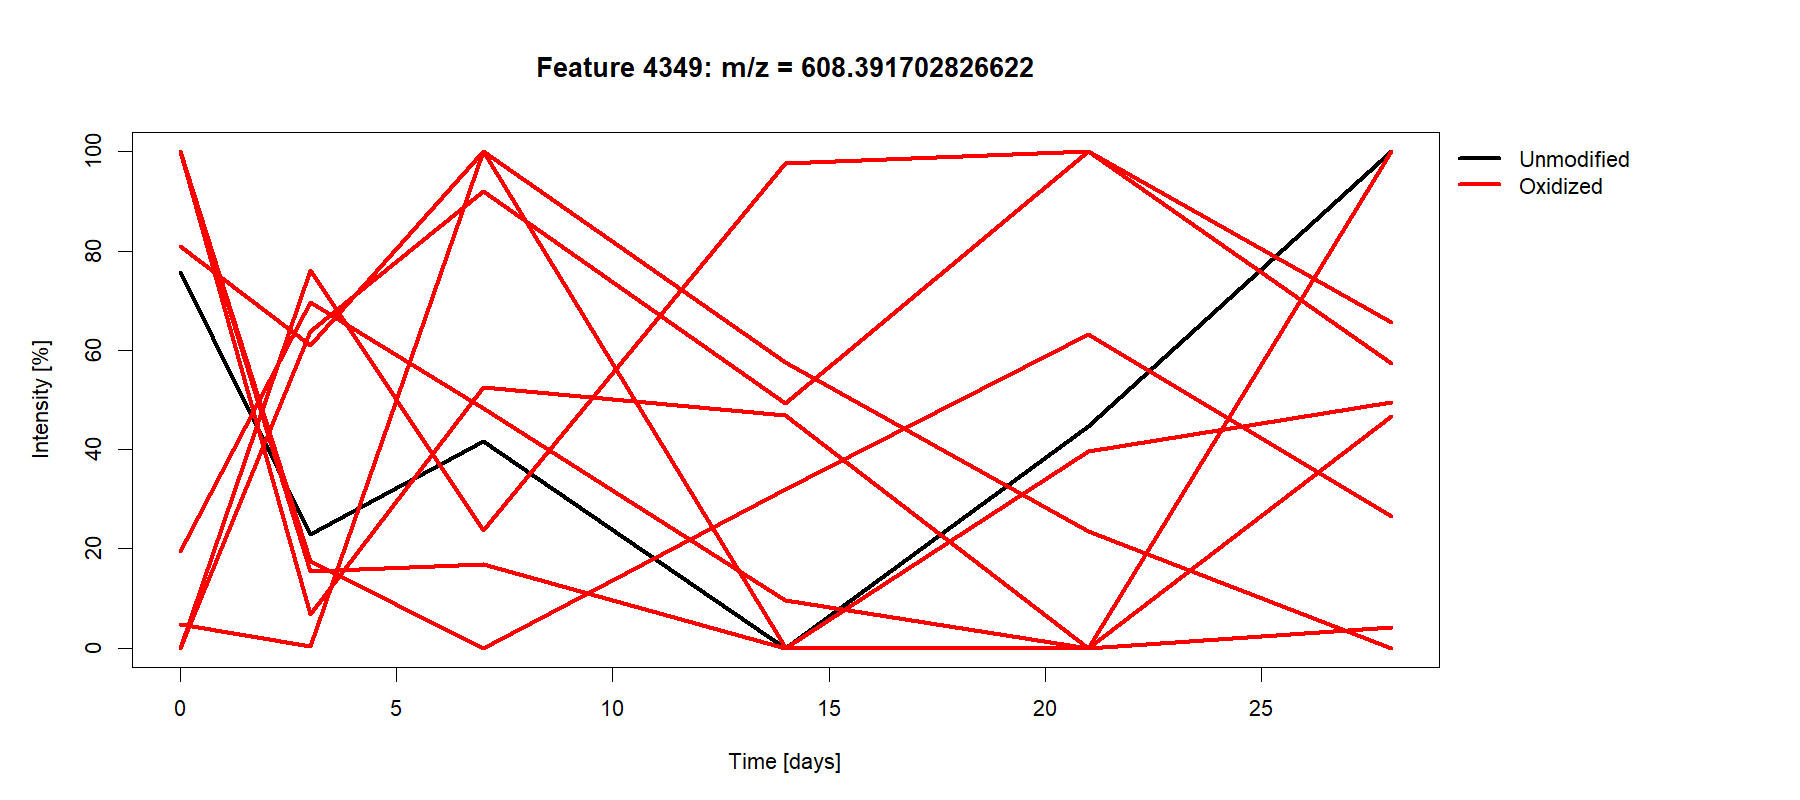 Feature 4349: m/z = 608.391702826622
Unmodified
Oxidized
Intensity [%]
100
80
60
40
20
0
0 5 10 15 20 25
Time [days]